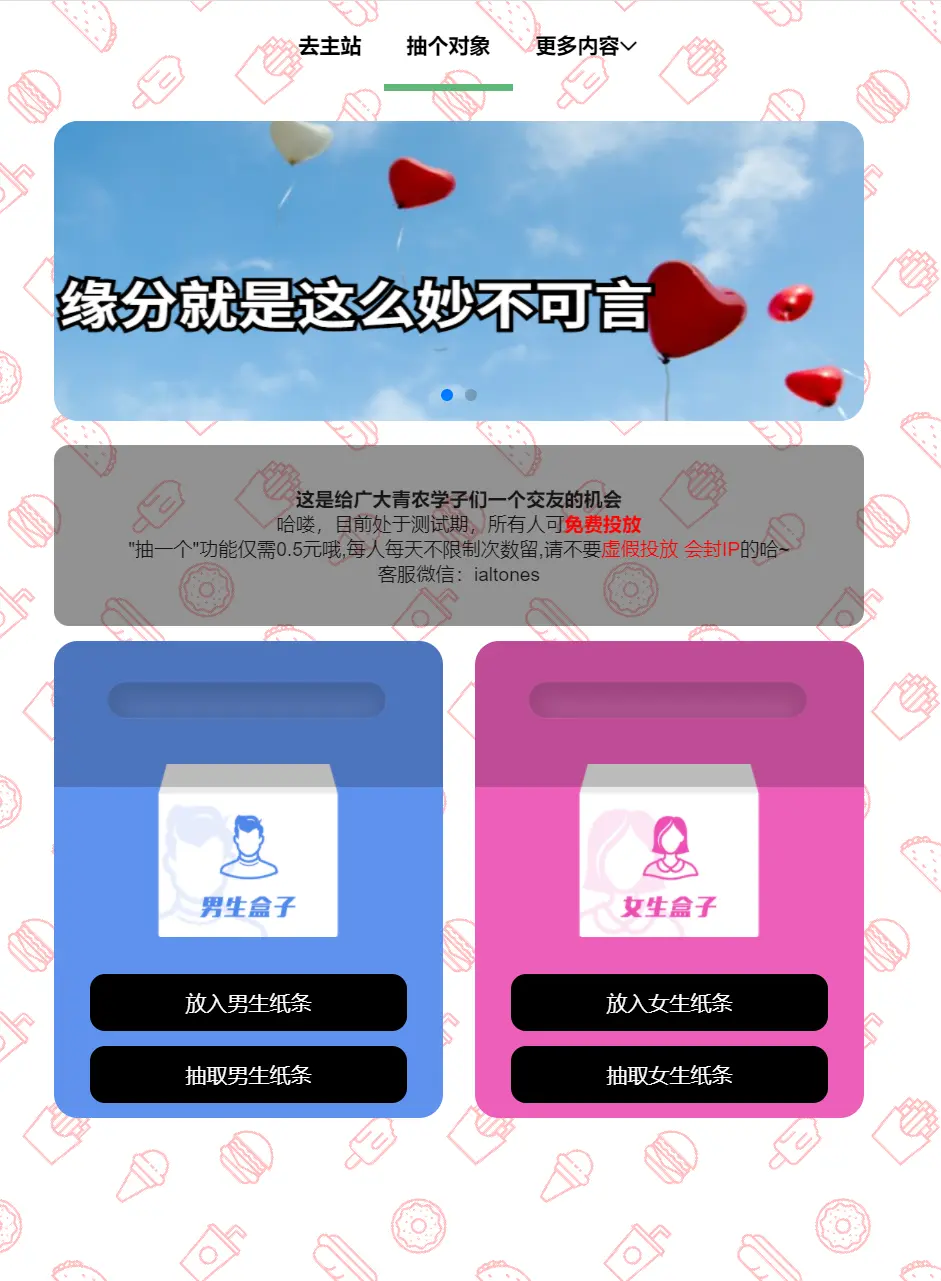 去主站
抽个对象
更多内容
缘分就是这么妙不可言
这是给广大青农学子们一个交友的机会
哈喽，目前处于测试期，所有人可免费投放
"抽一个"功能仅需0.5元哦,每人每天不限制次数留,请不要虚假投放 会封IP的哈~
客服微信：ialtones
男生盒子
放入男生纸条
抽取男生纸条
女生盒子
放入女生纸条
抽取女生纸条